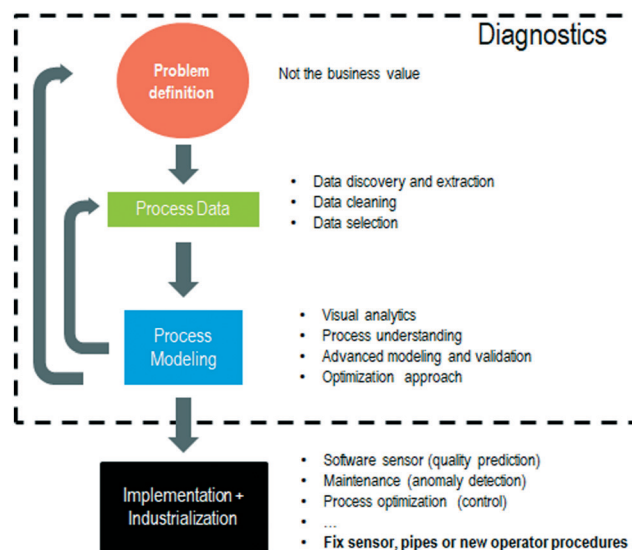 Diagnostics
Problem
definition
Not the business value
Process Data
• Data discovery and extraction
• Data cleaning
• Data selection
Process
Modeling
• Visual analytics
• Process understanding
• Advanced modeling and validation
• Optimization approach
Implementation +
Industrialization
• Software sensor (quality prediction)
• Maintenance (anomaly detection)
• Process optimization (control)
• ...
• Fix sensor, pipes or new operator procedures